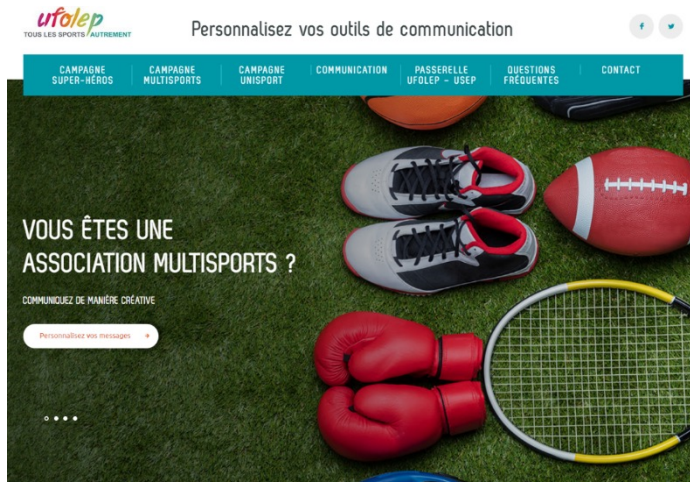 ufolep
TOUS LES SPORTS AUTREMENT
Personnalisez vos outils de communication
CAMPAGNE
SUPER-HÉROS
CAMPAGNE
MULTISPORTS
CAMPAGNE
UNISPORT
COMMUNICATION
PASSERELLE
UFOLEP - USEP
QUESTIONS
FRÉQUENTES
CONTACT
VOUS ÊTES UNE
ASSOCIATION MULTISPORTS ?
COMMUNIQUEZ DE MANIÈRE CRÉATIVE
Personnalisez vos messages